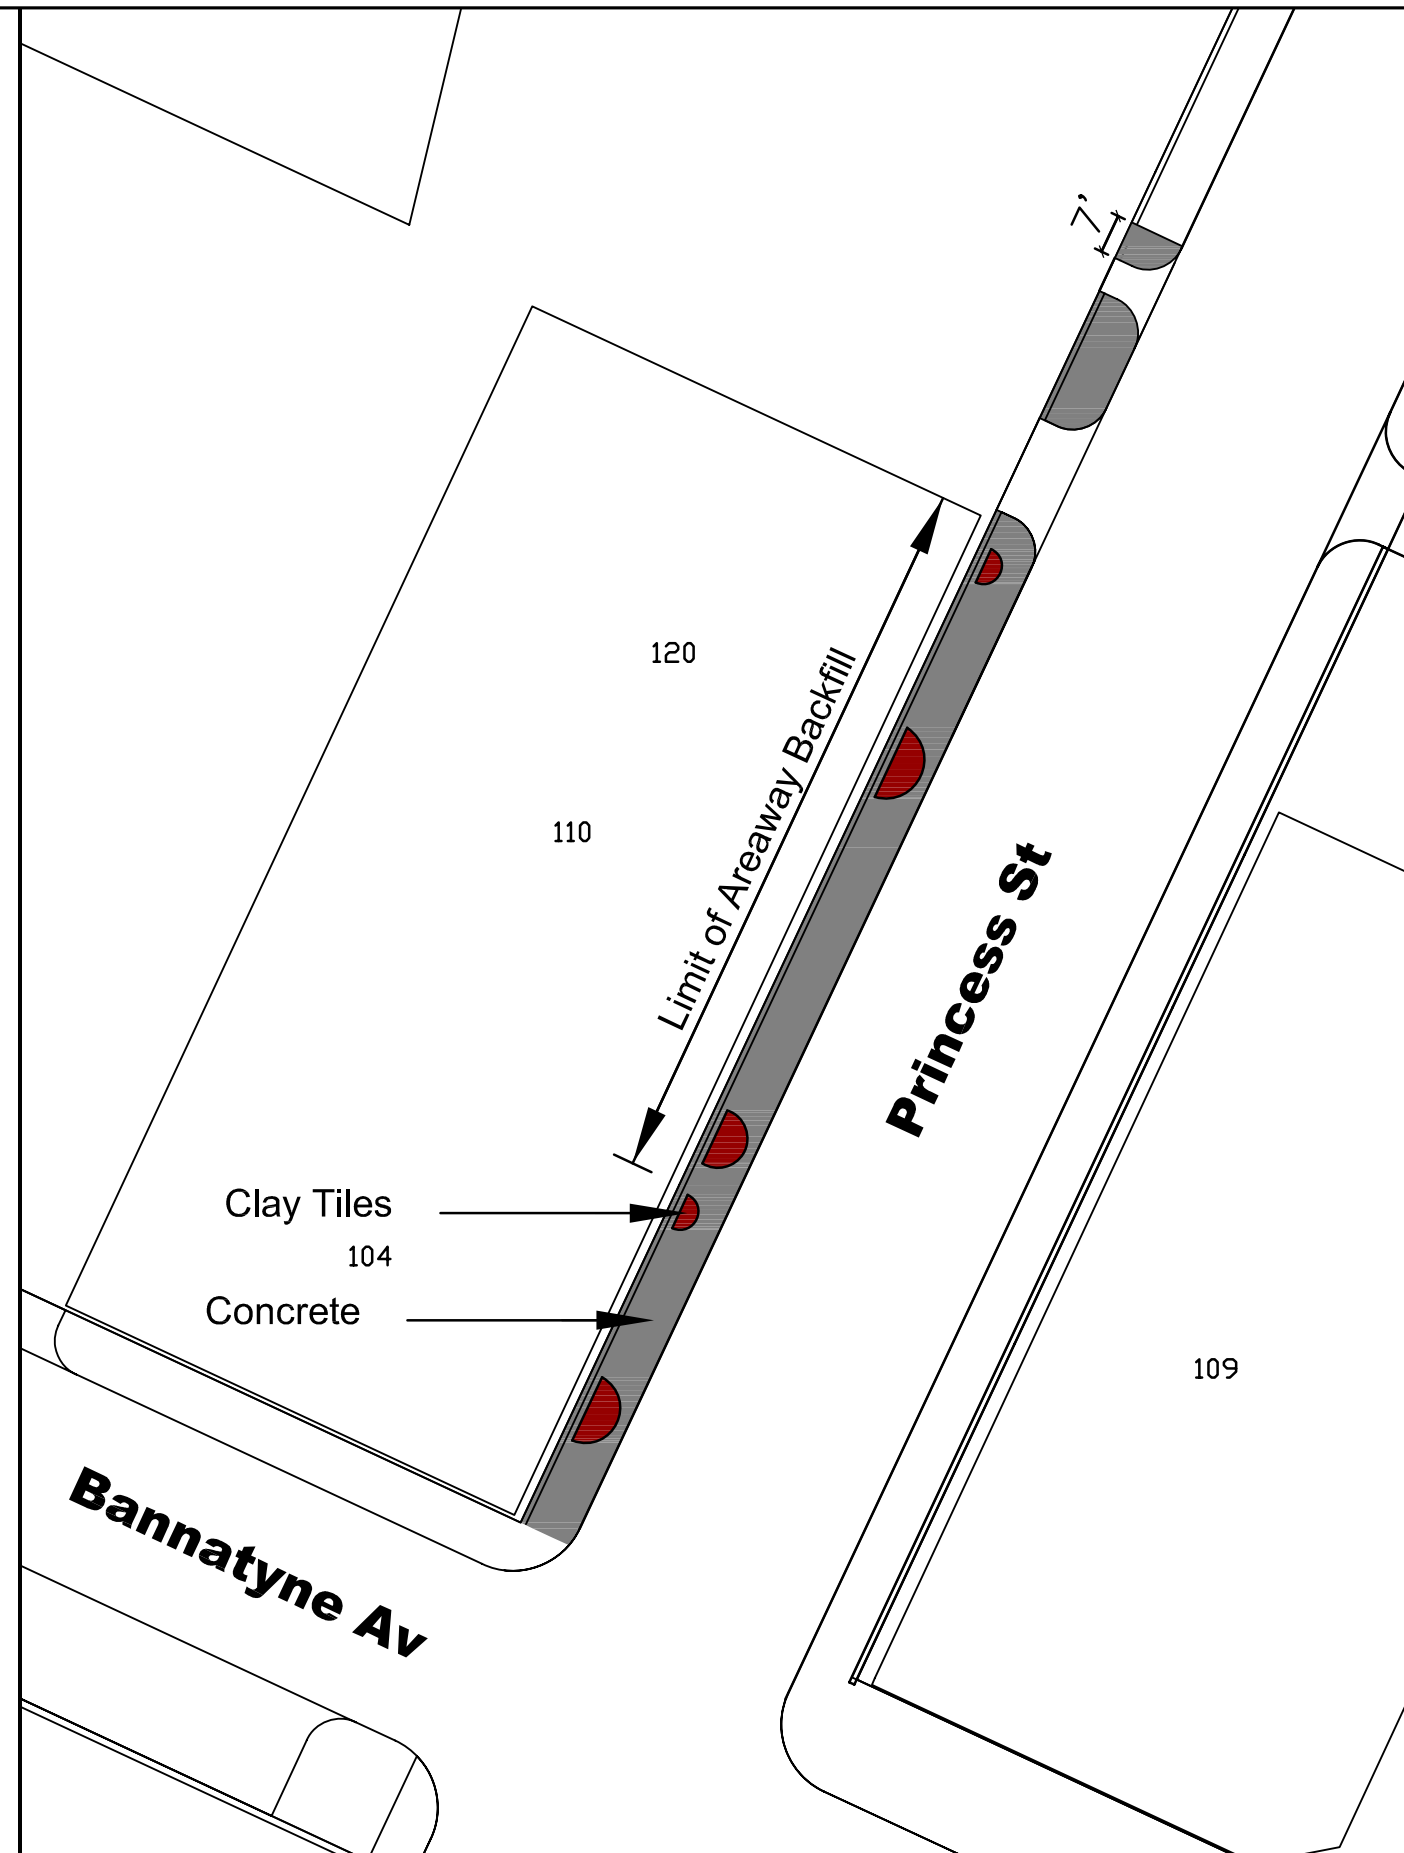 7'
120
Limit of Areaway Backfill
110
Princess St
Clay Tiles
104
Concrete
109
Bannatyne Av